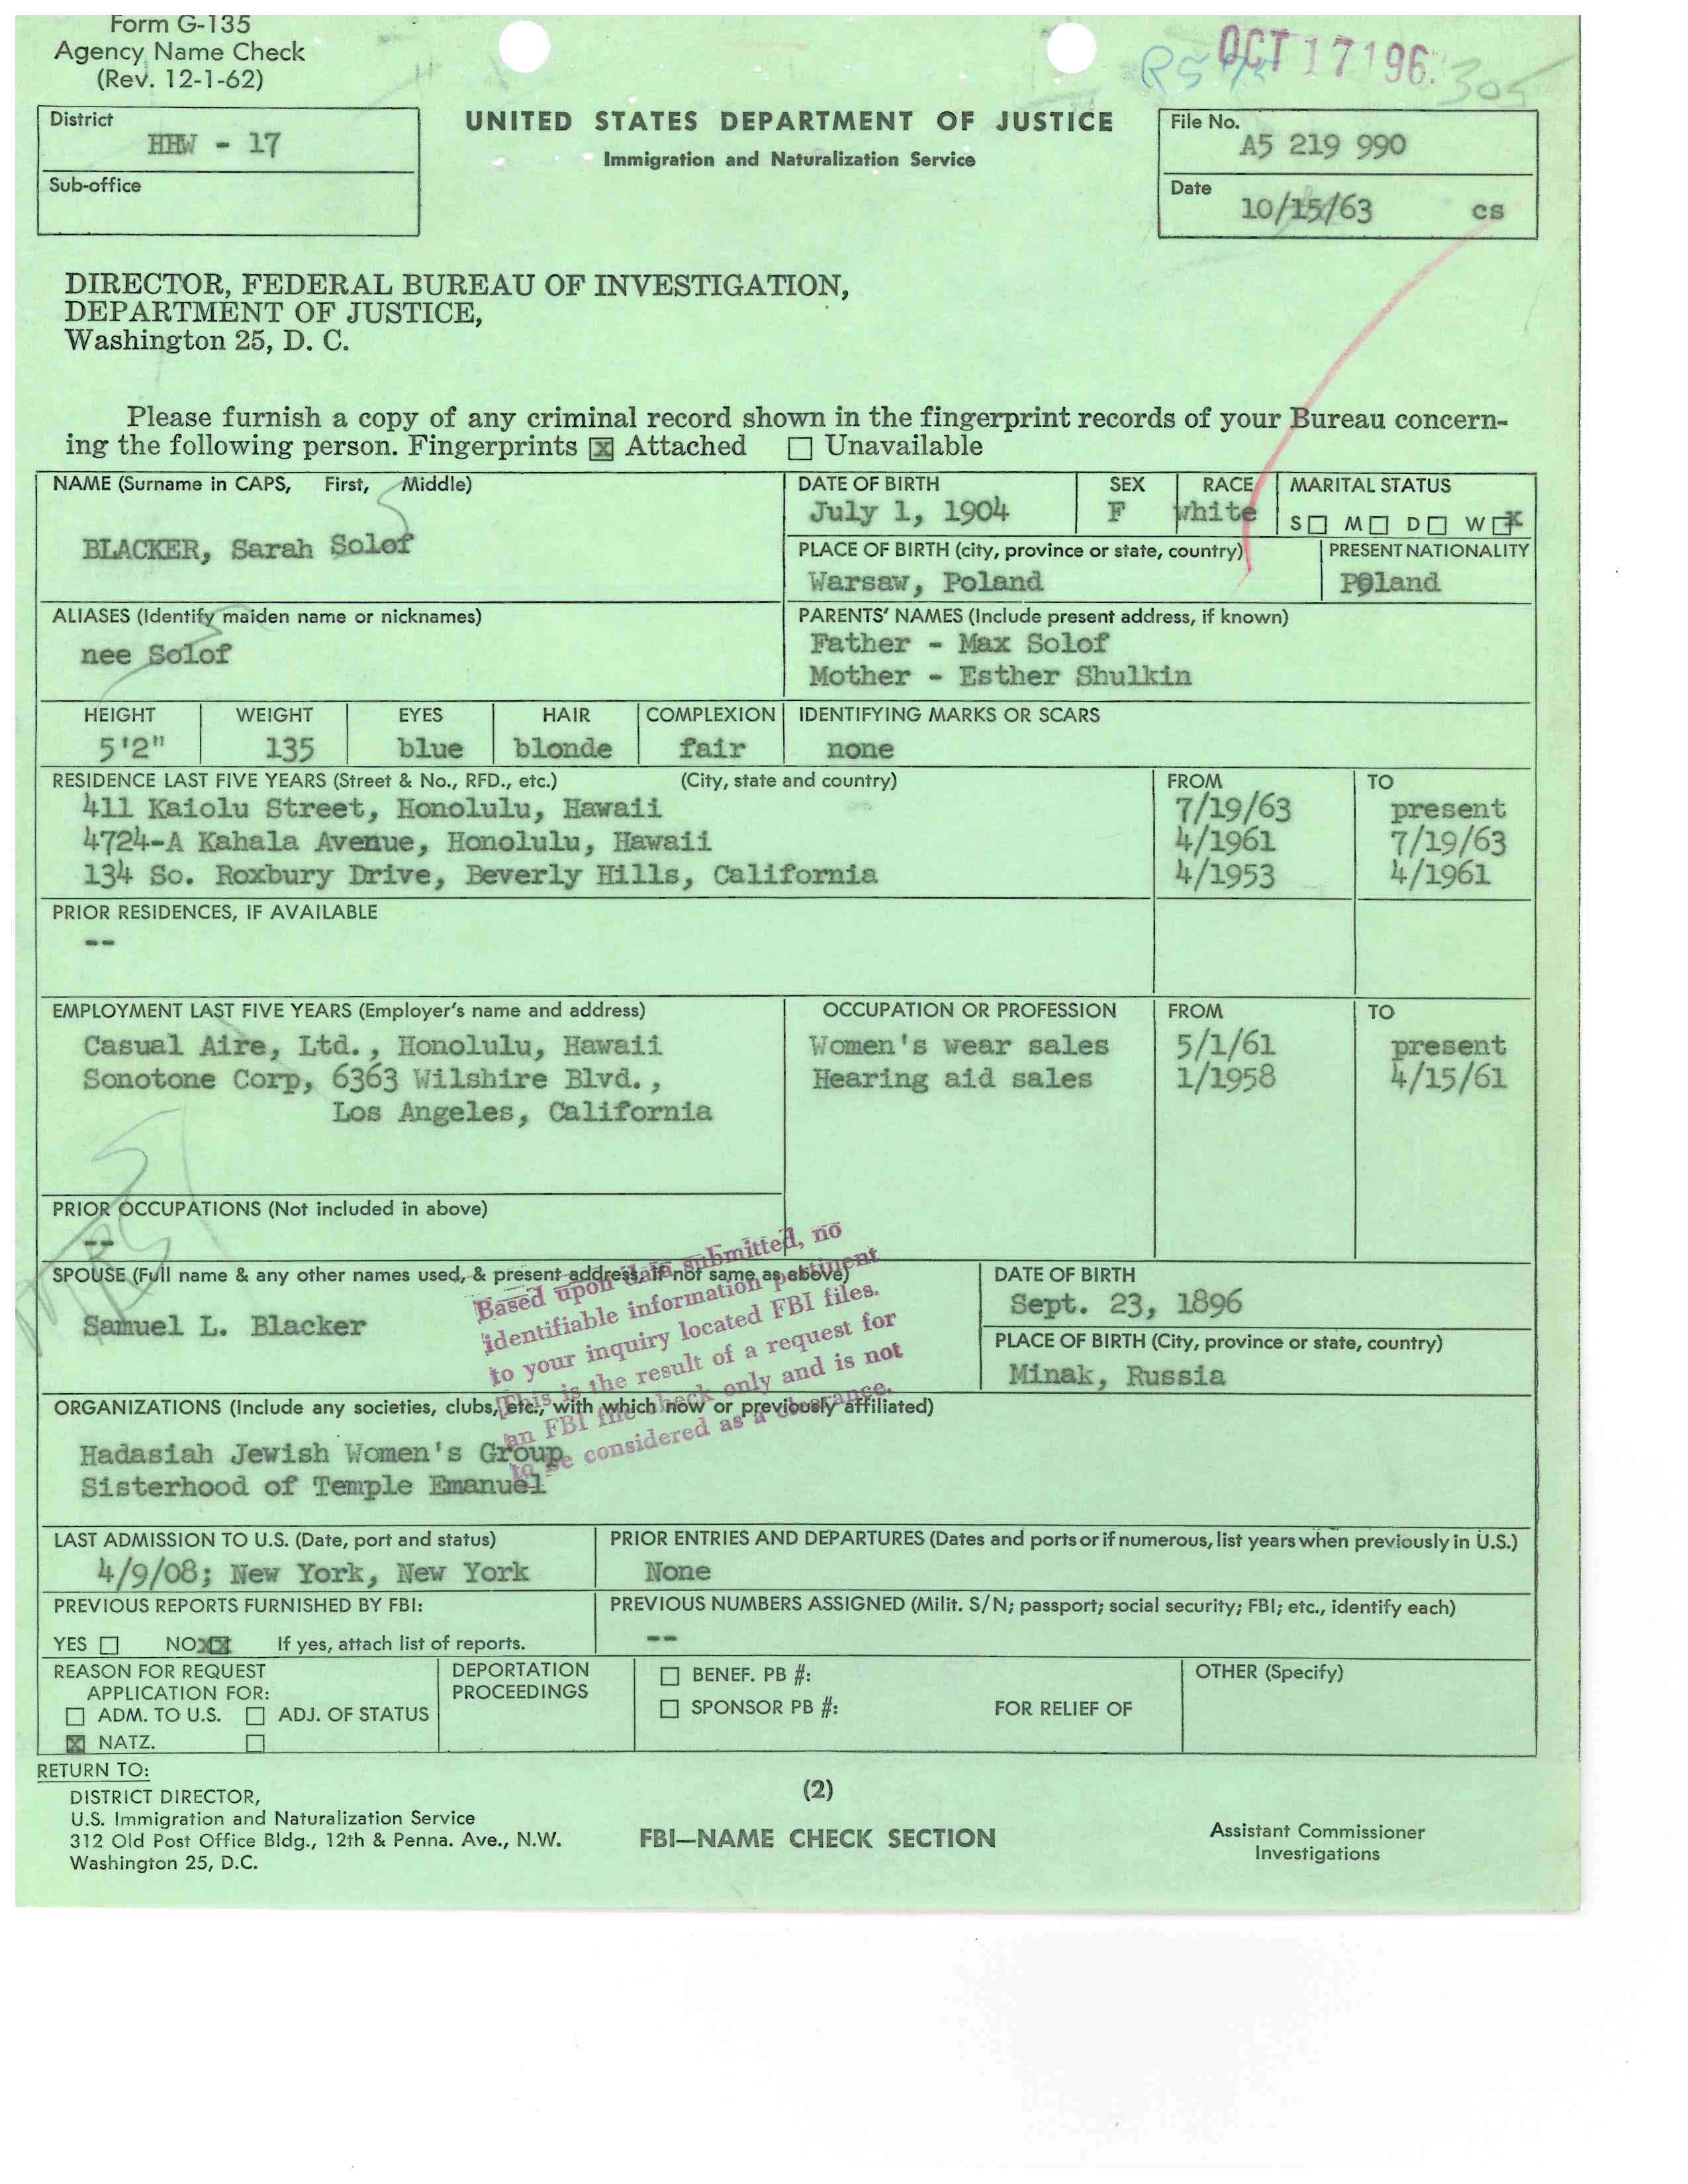 Form G-135
Agency Name Check
(Rev. 12-1-62)
OCT 17 196
305
District
HHW - 17
Sub-office
UNITED STATES DEPARTMENT OF JUSTICE
Immigration and Naturalization Service
File No.
A5 219 990
Date
10/15/63 cs
DIRECTOR, FEDERAL BUREAU OF INVESTIGATION,
DEPARTMENT OF JUSTICE,
Washington 25, D. C.
Please furnish a copy of any criminal record shown in the fingerprint records of your Bureau concern-
ing the following person. Fingerprints ☒ Attached ☐ Unavailable
NAME (Surname in CAPS, First, Middle)
BLACKER, Sarah Solof
DATE OF BIRTH
July 1, 1904
SEX
F
RACE
white
MARITAL STATUS
S ☐ M ☐ D ☐ W ☒
PLACE OF BIRTH (city, province or state, country)
Warsaw, Poland
PRESENT NATIONALITY
Poland
ALIASES (Identify maiden name or nicknames)
nee Solof
PARENTS' NAMES (Include present address, if known)
Father - Max Solof
Mother - Esther Shulkin
HEIGHT
5'2"
WEIGHT
135
EYES
blue
HAIR
blonde
COMPLEXION
fair
IDENTIFYING MARKS OR SCARS
none
RESIDENCE LAST FIVE YEARS (Street & No., RFD., etc.) (City, state and country) FROM TO
411 Kaiolu Street, Honolulu, Hawaii 7/19/63 present
4724-A Kahala Avenue, Honolulu, Hawaii 4/1961 7/19/63
134 So. Roxbury Drive, Beverly Hills, California 4/1953 4/1961
PRIOR RESIDENCES, IF AVAILABLE
--
EMPLOYMENT LAST FIVE YEARS (Employer's name and address) OCCUPATION OR PROFESSION FROM TO
Casual Aire, Ltd., Honolulu, Hawaii Women's wear sales 5/1/61 present
Sonotone Corp, 6363 Wilshire Blvd., Hearing aid sales 1/1958 4/15/61
Los Angeles, California
PRIOR OCCUPATIONS (Not included in above)
--
SPOUSE (Full name & any other names used, & present address, if not same as above)
Samuel L. Blacker
DATE OF BIRTH
Sept. 23, 1896
PLACE OF BIRTH (City, province or state, country)
Minak, Russia
Based upon data submitted, no
identifiable information pertinent
to your inquiry located FBI files.
This is the result of a request for
an FBI file check only and is not
to be considered as a clearance.
ORGANIZATIONS (Include any societies, clubs, etc., with which now or previously affiliated)
Hadasiah Jewish Women's Group
Sisterhood of Temple Emanuel
LAST ADMISSION TO U.S. (Date, port and status)
4/9/08; New York, New York
PRIOR ENTRIES AND DEPARTURES (Dates and ports or if numerous, list years when previously in U.S.)
None
PREVIOUS REPORTS FURNISHED BY FBI:
YES ☐ NO ☒ If yes, attach list of reports.
PREVIOUS NUMBERS ASSIGNED (Milit. S/N; passport; social security; FBI; etc., identify each)
--
REASON FOR REQUEST
APPLICATION FOR:
☐ ADM. TO U.S. ☐ ADJ. OF STATUS
☒ NATZ. ☐
DEPORTATION
PROCEEDINGS
☐ BENEF. PB #:
☐ SPONSOR PB #: FOR RELIEF OF
OTHER (Specify)
RETURN TO:
DISTRICT DIRECTOR,
U.S. Immigration and Naturalization Service
312 Old Post Office Bldg., 12th & Penna. Ave., N.W.
Washington 25, D.C.
(2)
FBI—NAME CHECK SECTION
Assistant Commissioner
Investigations